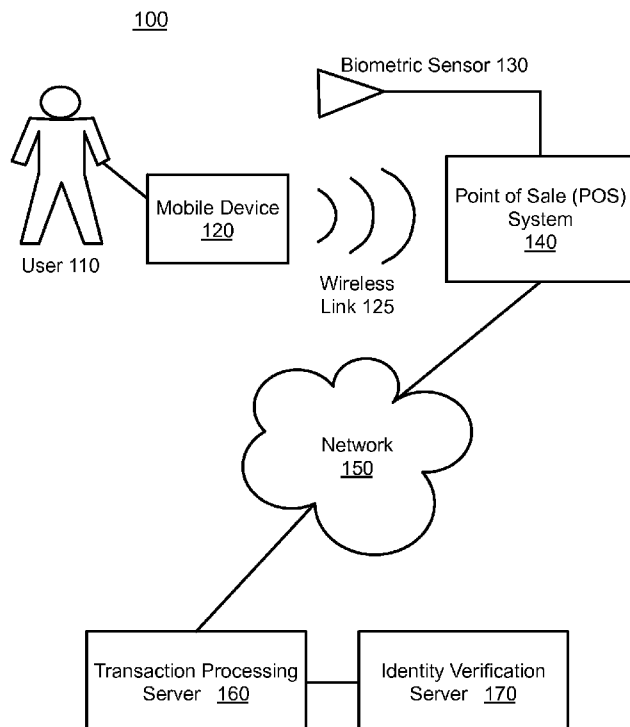 100
Biometric Sensor 130
Mobile Device
120
Point of Sale (POS)
System
140
User 110
Wireless
Link 125
Network
150
Transaction Processing
Server 160
Identity Verification
Server 170